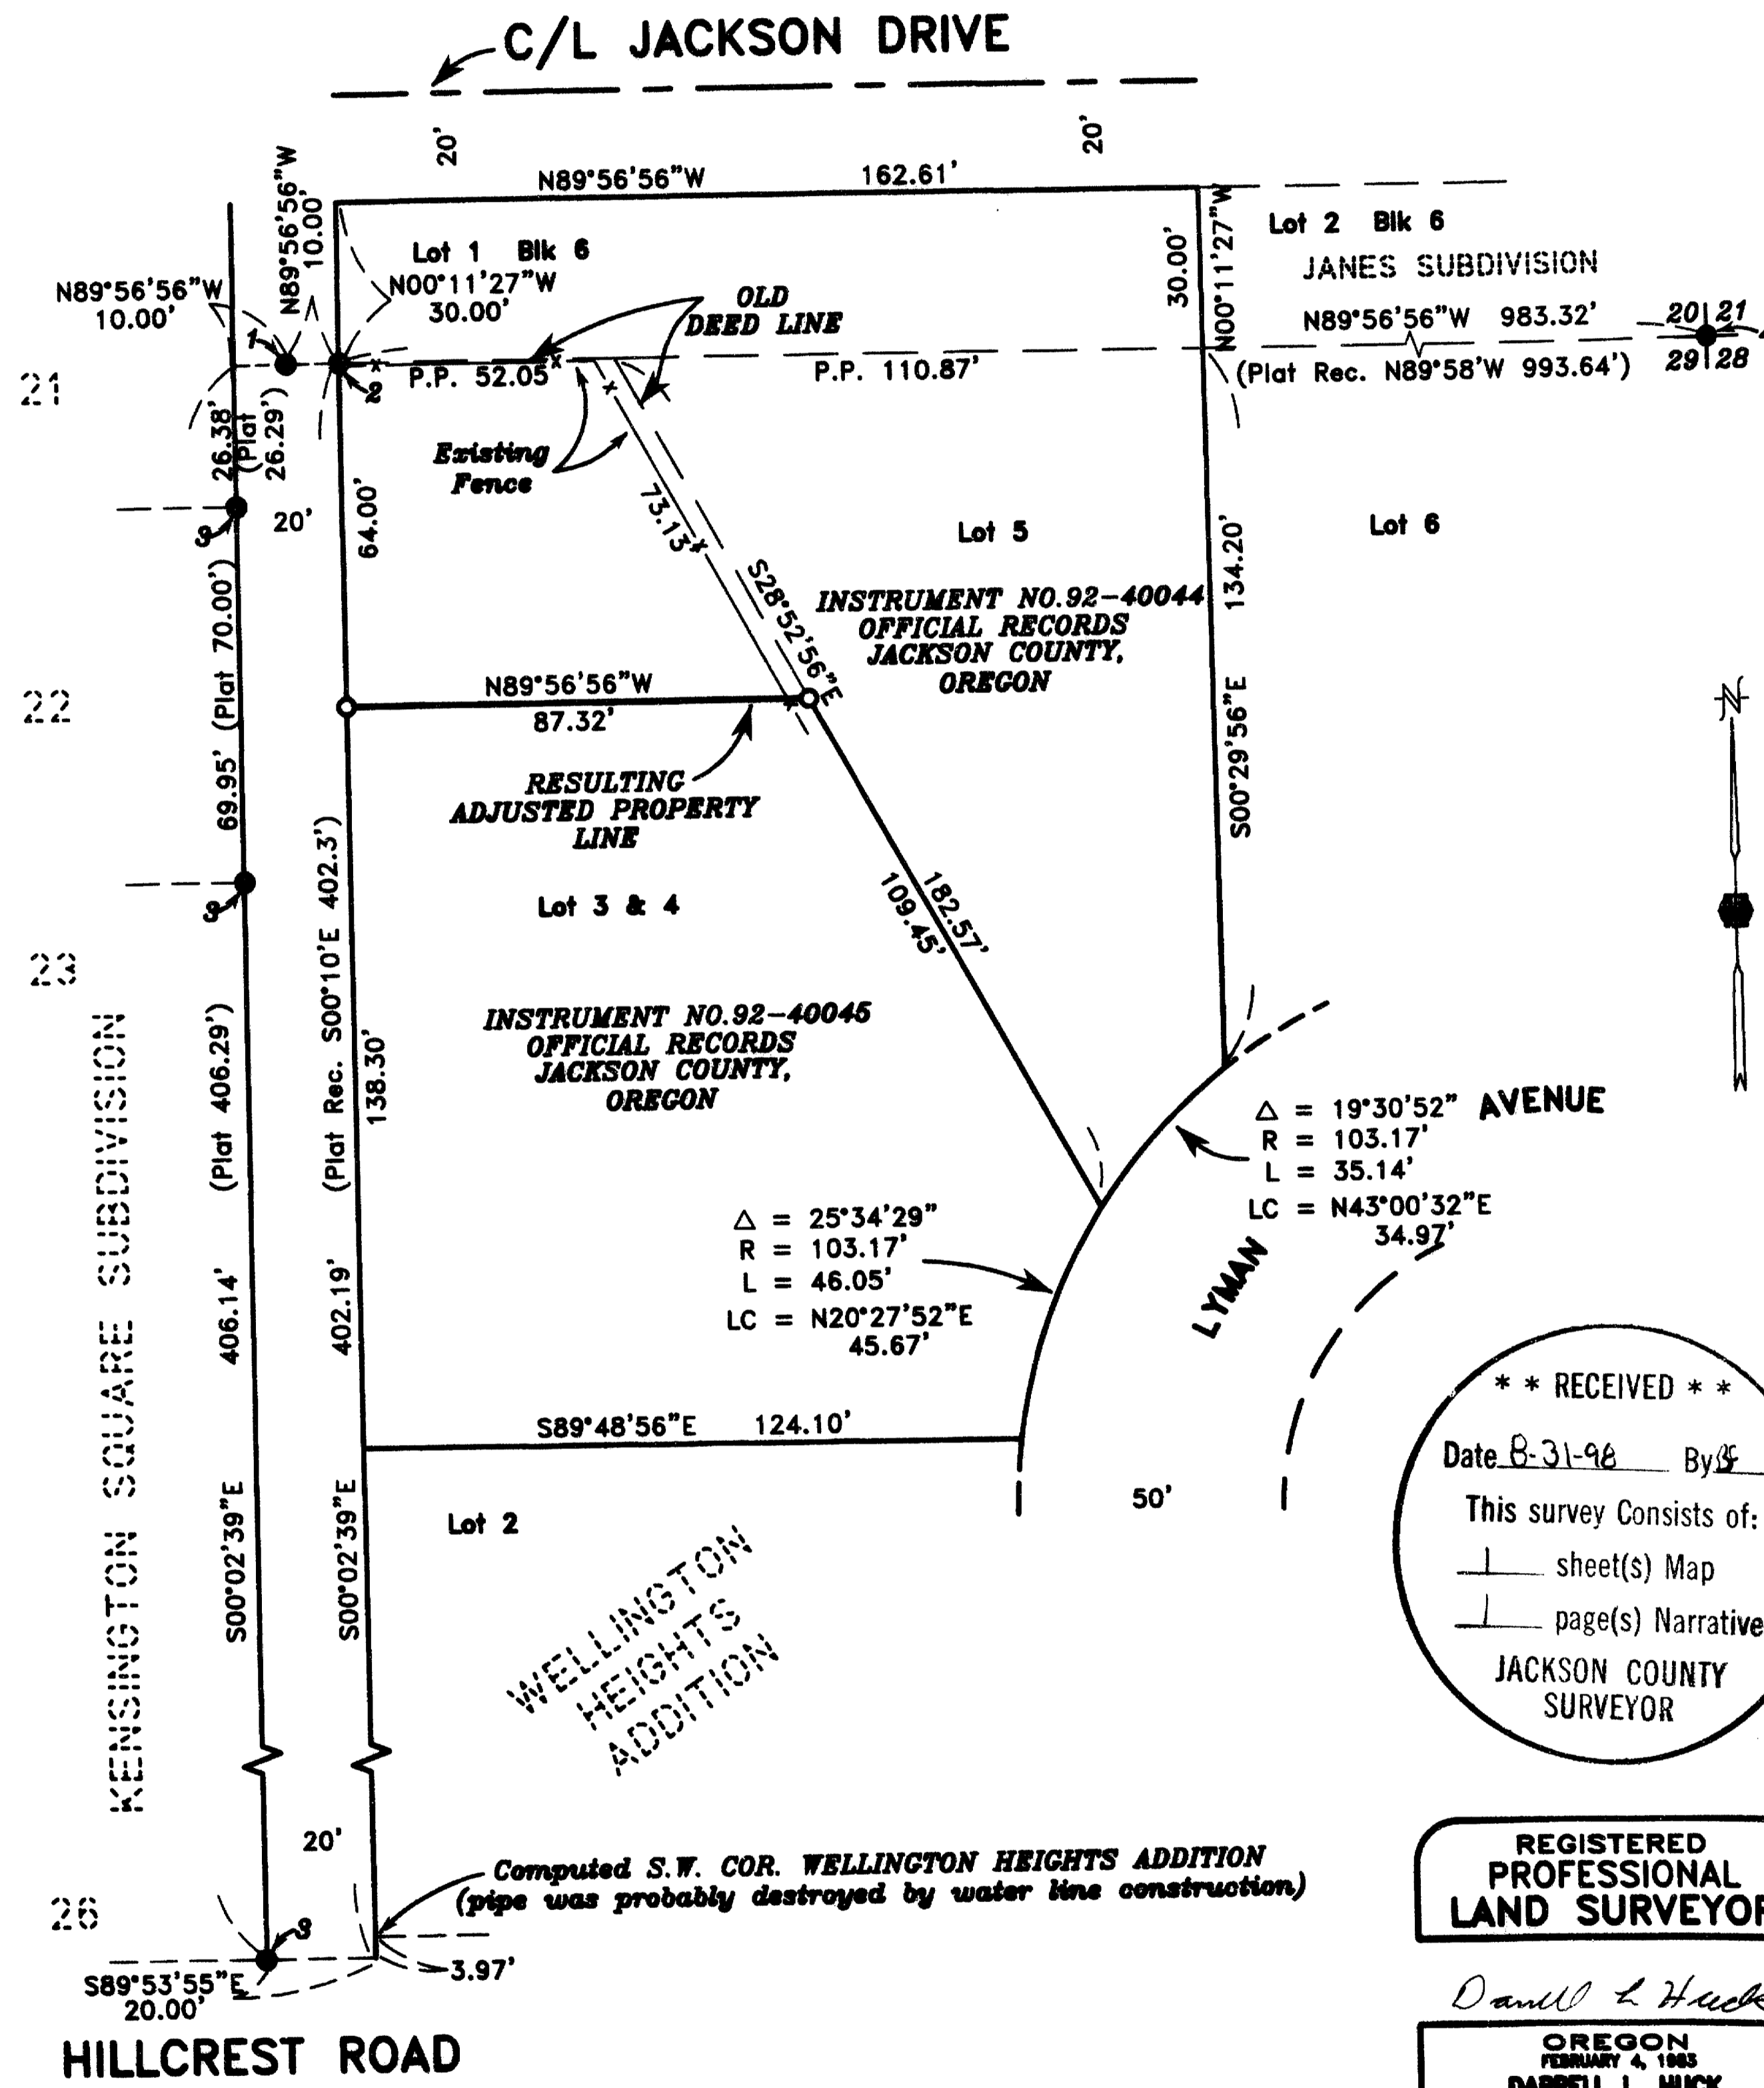 C/L JACKSON DRIVE
20'
20'
N89°56'56"W 162.61'
N89°56'56"W
10.00'
N89°56'56"W
10.00'
Lot 1 Blk 6
N00°11'27"W
30.00'
OLD
DEED LINE
30.00'
N00°11'27"W
Lot 2 Blk 6
JANES SUBDIVISION
N89°56'56"W 983.32'
(Plat Rec. N89°58'W 993.64')
20 21
29 28
1
2
P.P. 52.05'
P.P. 110.87'
21
26.38'
(Plat
26.29')
Existing
Fence
3
20'
64.00'
73.13'
S28°52'56"E
Lot 5
Lot 6
INSTRUMENT NO.92-40044
OFFICIAL RECORDS
JACKSON COUNTY,
OREGON
134.20'
S00°29'56"E
22
69.95' (Plat 70.00')
N89°56'56"W
87.32'
N
RESULTING
ADJUSTED PROPERTY
LINE
3
Lot 3 & 4
182.57'
109.45'
23
INSTRUMENT NO.92-40045
OFFICIAL RECORDS
JACKSON COUNTY,
OREGON
(Plat Rec. S00°10'E 402.3')
138.30'
KENSINGTON SQUARE SUBDIVISION
(Plat 406.29')
406.14'
S00°02'39"E
402.19'
S00°02'39"E
Δ = 19°30'52"
R = 103.17'
L = 35.14'
LC = N43°00'32"E
34.97'
LYMAN AVENUE
Δ = 25°34'29"
R = 103.17'
L = 46.05'
LC = N20°27'52"E
45.67'
S89°48'56"E 124.10'
50'
Lot 2
WELLINGTON
HEIGHTS
ADDITION
* * RECEIVED * *
Date 8-31-98 By
This survey Consists of:
1 sheet(s) Map
1 page(s) Narrative
JACKSON COUNTY
SURVEYOR
20'
Computed S.W. COR. WELLINGTON HEIGHTS ADDITION
(pipe was probably destroyed by water line construction)
26
3
3.97'
S89°53'55"E
20.00'
HILLCREST ROAD
REGISTERED
PROFESSIONAL
LAND SURVEYOR
Darrell L Huck
OREGON
FEBRUARY 4, 1983
DARRELL L. HUCK